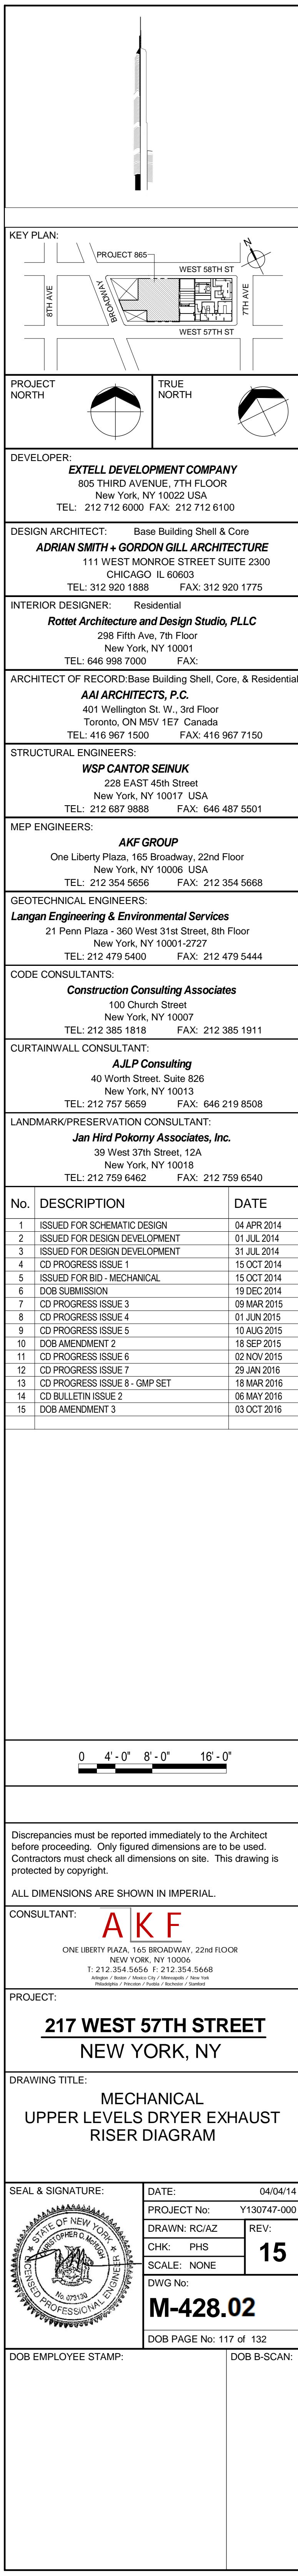 KEY PLAN:
N
PROJECT 865
WEST 58TH ST
8TH AVE
BROADWAY
7TH AVE
WEST 57TH ST
PROJECT
NORTH
TRUE
NORTH
DEVELOPER:
EXTELL DEVELOPMENT COMPANY
805 THIRD AVENUE, 7TH FLOOR
New York, NY 10022 USA
TEL: 212 712 6000 FAX: 212 712 6100
DESIGN ARCHITECT: Base Building Shell & Core
ADRIAN SMITH + GORDON GILL ARCHITECTURE
111 WEST MONROE STREET SUITE 2300
CHICAGO IL 60603
TEL: 312 920 1888 FAX: 312 920 1775
INTERIOR DESIGNER: Residential
Rottet Architecture and Design Studio, PLLC
298 Fifth Ave, 7th Floor
New York, NY 10001
TEL: 646 998 7000 FAX:
ARCHITECT OF RECORD:Base Building Shell, Core, & Residential
AAI ARCHITECTS, P.C.
401 Wellington St. W., 3rd Floor
Toronto, ON M5V 1E7 Canada
TEL: 416 967 1500 FAX: 416 967 7150
STRUCTURAL ENGINEERS:
WSP CANTOR SEINUK
228 EAST 45th Street
New York, NY 10017 USA
TEL: 212 687 9888 FAX: 646 487 5501
MEP ENGINEERS:
AKF GROUP
One Liberty Plaza, 165 Broadway, 22nd Floor
New York, NY 10006 USA
TEL: 212 354 5656 FAX: 212 354 5668
GEOTECHNICAL ENGINEERS:
Langan Engineering & Environmental Services
21 Penn Plaza - 360 West 31st Street, 8th Floor
New York, NY 10001-2727
TEL: 212 479 5400 FAX: 212 479 5444
CODE CONSULTANTS:
Construction Consulting Associates
100 Church Street
New York, NY 10007
TEL: 212 385 1818 FAX: 212 385 1911
CURTAINWALL CONSULTANT:
AJLP Consulting
40 Worth Street. Suite 826
New York, NY 10013
TEL: 212 757 5659 FAX: 646 219 8508
LANDMARK/PRESERVATION CONSULTANT:
Jan Hird Pokorny Associates, Inc.
39 West 37th Street, 12A
New York, NY 10018
TEL: 212 759 6462 FAX: 212 759 6540
No. DESCRIPTION DATE
1 ISSUED FOR SCHEMATIC DESIGN 04 APR 2014
2 ISSUED FOR DESIGN DEVELOPMENT 01 JUL 2014
3 ISSUED FOR DESIGN DEVELOPMENT 31 JUL 2014
4 CD PROGRESS ISSUE 1 15 OCT 2014
5 ISSUED FOR BID - MECHANICAL 15 OCT 2014
6 DOB SUBMISSION 19 DEC 2014
7 CD PROGRESS ISSUE 3 09 MAR 2015
8 CD PROGRESS ISSUE 4 01 JUN 2015
9 CD PROGRESS ISSUE 5 10 AUG 2015
10 DOB AMENDMENT 2 18 SEP 2015
11 CD PROGRESS ISSUE 6 02 NOV 2015
12 CD PROGRESS ISSUE 7 29 JAN 2016
13 CD PROGRESS ISSUE 8 - GMP SET 18 MAR 2016
14 CD BULLETIN ISSUE 2 06 MAY 2016
15 DOB AMENDMENT 3 03 OCT 2016
0 4' - 0" 8' - 0" 16' - 0"
Discrepancies must be reported immediately to the Architect
before proceeding. Only figured dimensions are to be used.
Contractors must check all dimensions on site. This drawing is
protected by copyright.
ALL DIMENSIONS ARE SHOWN IN IMPERIAL.
CONSULTANT:
AKF
ONE LIBERTY PLAZA, 165 BROADWAY, 22nd FLOOR
NEW YORK, NY 10006
T: 212.354.5656 F: 212.354.5668
Arlington / Boston / Mexico City / Minneapolis / New York
Philadelphia / Princeton / Puebla / Rochester / Stamford
PROJECT:
217 WEST 57TH STREET
NEW YORK, NY
DRAWING TITLE:
MECHANICAL
UPPER LEVELS DRYER EXHAUST
RISER DIAGRAM
SEAL & SIGNATURE:
STATE OF NEW YORK
CHRISTOPHER O. McHUGH
No. 072139
LICENSED PROFESSIONAL ENGINEER
DATE: 04/04/14
PROJECT No: Y130747-000
DRAWN: RC/AZ
CHK: PHS
SCALE: NONE
REV:
15
DWG No:
M-428.02
DOB PAGE No: 117 of 132
DOB EMPLOYEE STAMP:
DOB B-SCAN: